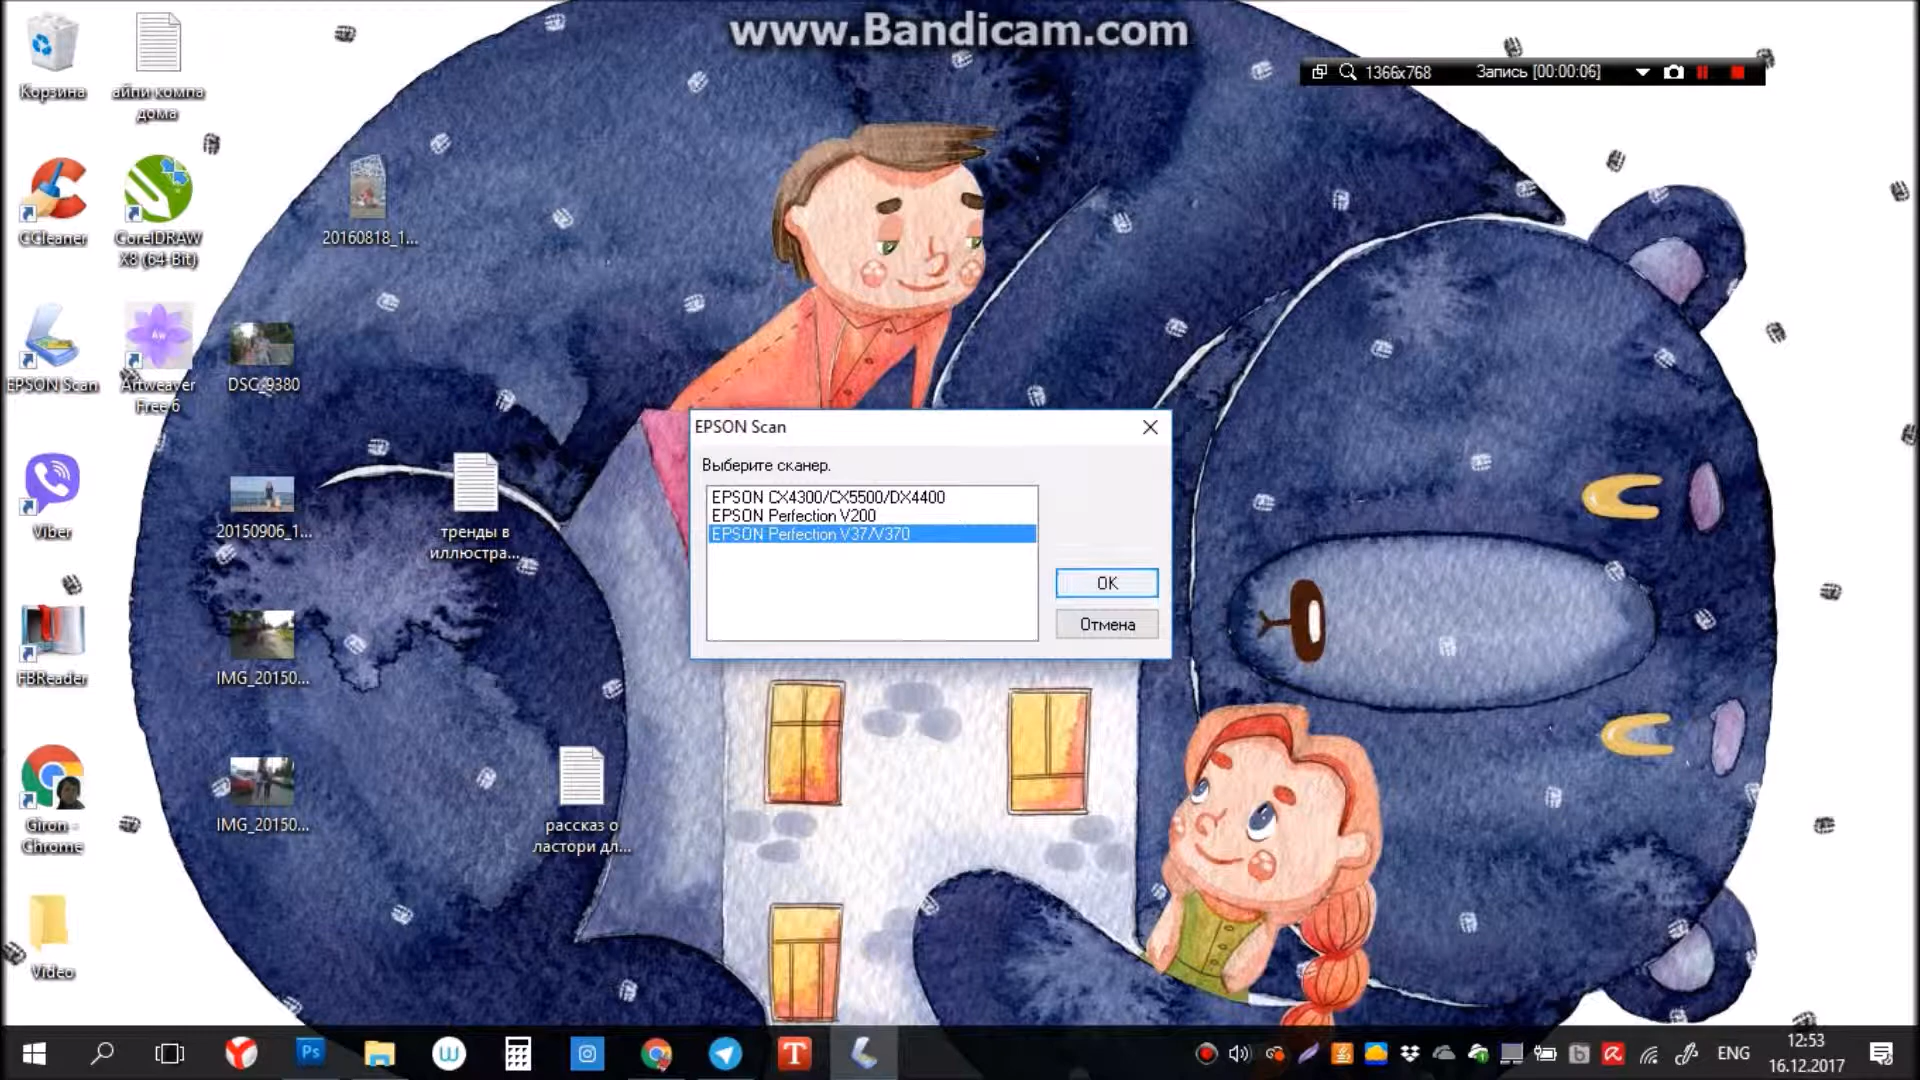 www.Bandicam.com
1366x768 Запись [00:00:06]
Корзина
айпи компа
дома
CCleaner
CorelDRAW
X8 (64-Bit)
20160818_1...
EPSON Scan
Aw
Artweaver
Free 6
DSC_9380
Viber
20150906_1...
тренды в
иллюстра...
FBReader
IMG_20150...
Giron -
Chrome
IMG_20150...
рассказ о
ластори дл...
Video
EPSON Scan
Выберите сканер.
EPSON CX4300/CX5500/DX4400
EPSON Perfection V200
EPSON Perfection V37/V370
OK
Отмена
Ps
ENG
12:53
16.12.2017